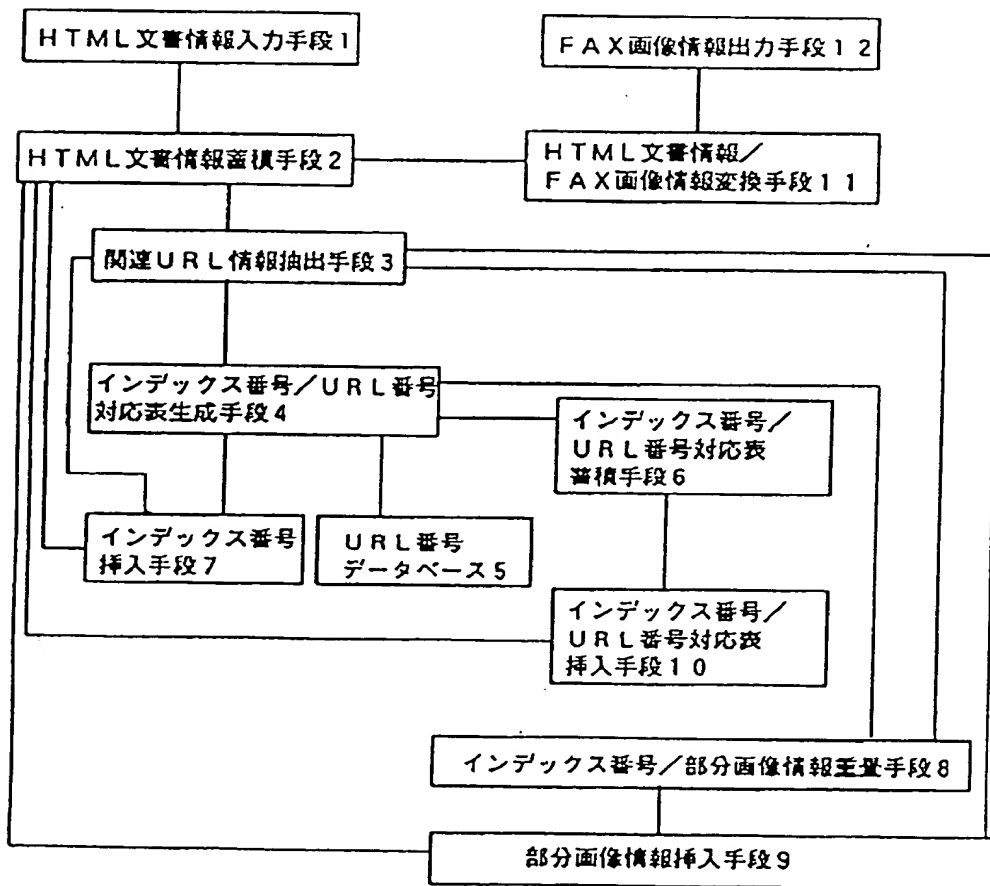 HTML文書情報入力手段1
FAX画像情報出力手段12
HTML文書情報蓄積手段2
HTML文書情報/
FAX画像情報変換手段11
関連URL情報抽出手段3
インデックス番号/URL番号
対応表生成手段4
インデックス番号/
URL番号対応表
蓄積手段6
インデックス番号
挿入手段7
URL番号
データベース5
インデックス番号/
URL番号対応表
挿入手段10
インデックス番号/部分画像情報重畳手段8
部分画像情報挿入手段9